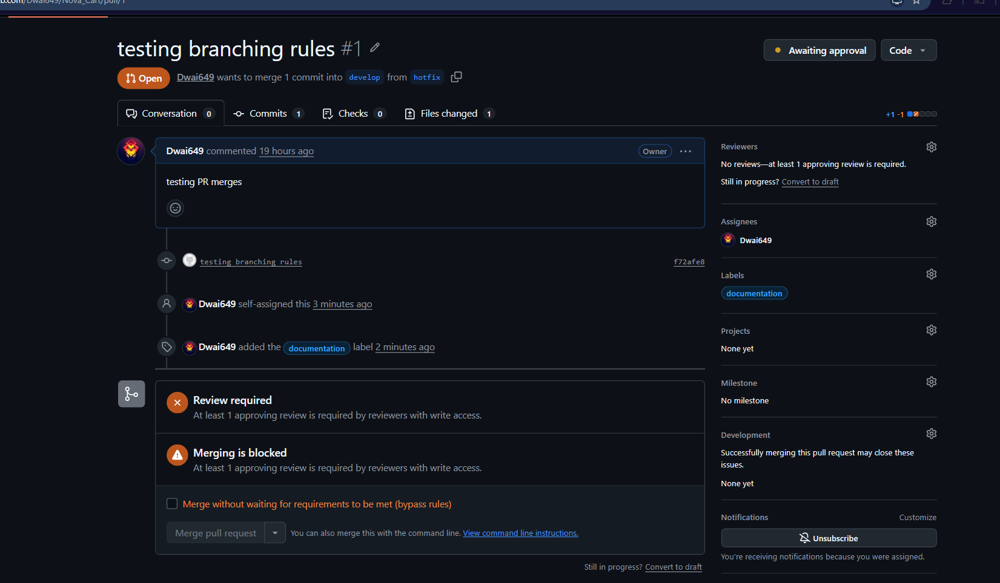 b.com/Dwai649/Nova_Cart/pull/1
testing branching rules #1
Awaiting approval
Code
Open
Dwai649 wants to merge 1 commit into develop from hotfix
Conversation 0
Commits 1
Checks 0
Files changed 1
+1 -1
Dwai649 commented 19 hours ago
Owner
testing PR merges
testing branching rules
f72afe8
Dwai649 self-assigned this 3 minutes ago
Dwai649 added the documentation label 2 minutes ago
Review required
At least 1 approving review is required by reviewers with write access.
Merging is blocked
At least 1 approving review is required by reviewers with write access.
Merge without waiting for requirements to be met (bypass rules)
Merge pull request
You can also merge this with the command line. View command line instructions.
Still in progress? Convert to draft
Reviewers
No reviews—at least 1 approving review is required.
Still in progress? Convert to draft
Assignees
Dwai649
Labels
documentation
Projects
None yet
Milestone
No milestone
Development
Successfully merging this pull request may close these
issues.
None yet
Notifications
Customize
Unsubscribe
You're receiving notifications because you were assigned.